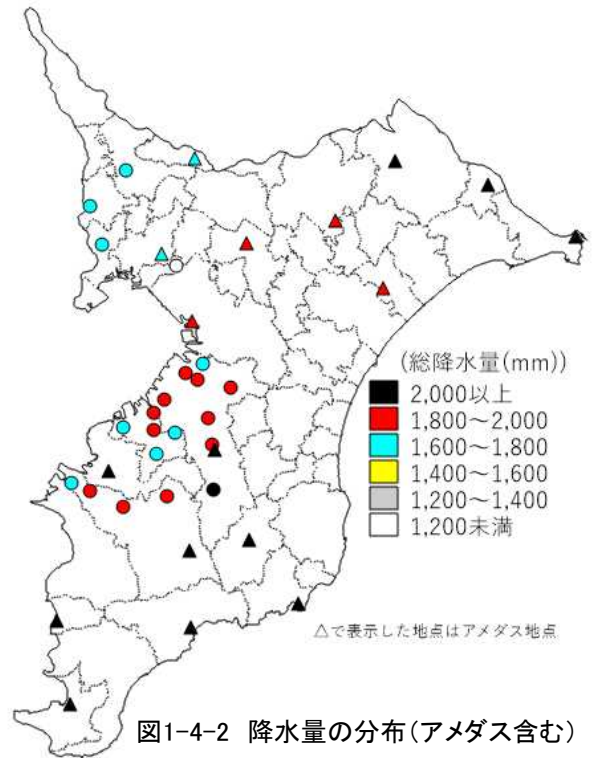 (総降水量(mm))
2,000以上
1,800～2,000
1,600～1,800
1,400～1,600
1,200～1,400
1,200未満
△で表示した地点はアメダス地点
図1-4-2 降水量の分布(アメダス含む)